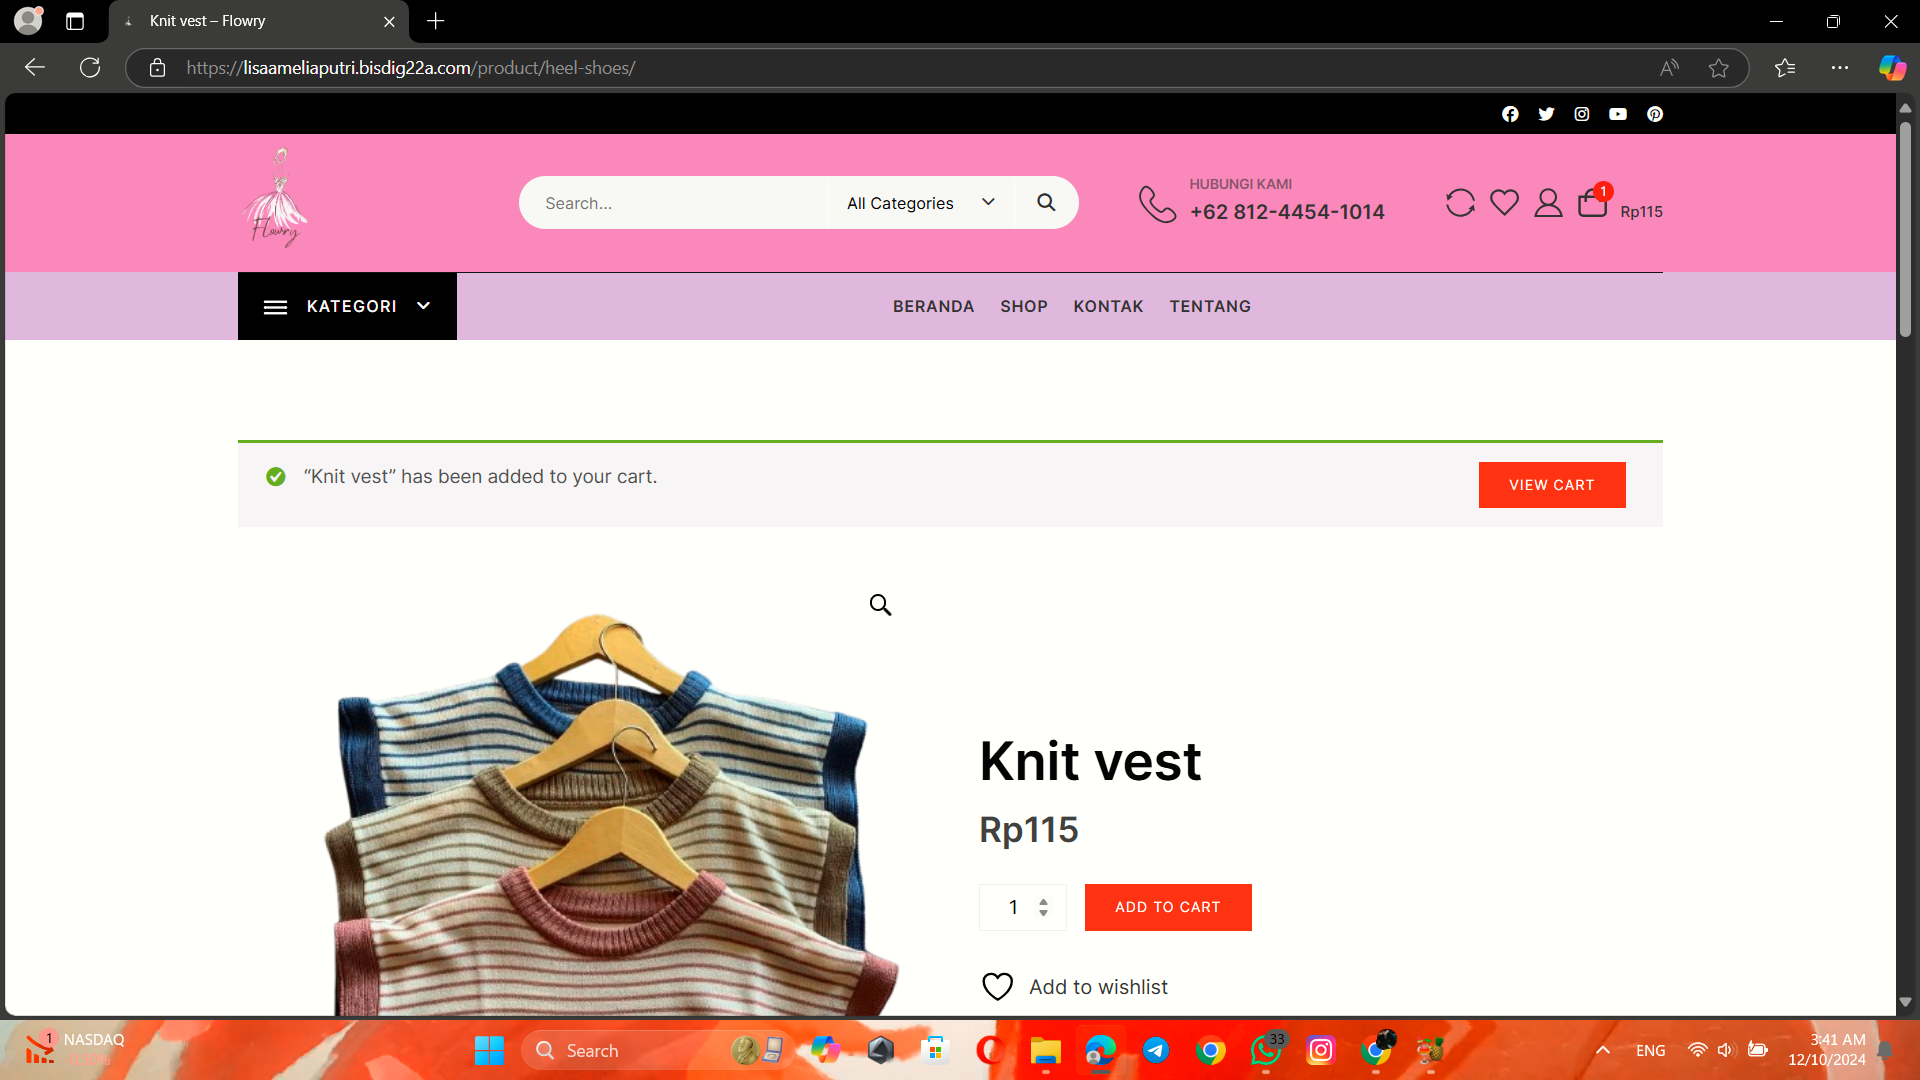 Knit vest – Flowry
https://lisaameliaputri.bisdig22a.com/product/heel-shoes/
Flowry
Search...
All Categories
HUBUNGI KAMI
+62 812-4454-1014
1
Rp115
KATEGORI
BERANDA
SHOP
KONTAK
TENTANG
“Knit vest” has been added to your cart.
VIEW CART
Knit vest
Rp115
1
ADD TO CART
Add to wishlist
1
NASDAQ
Search
33
ENG
3:41 AM
12/10/2024